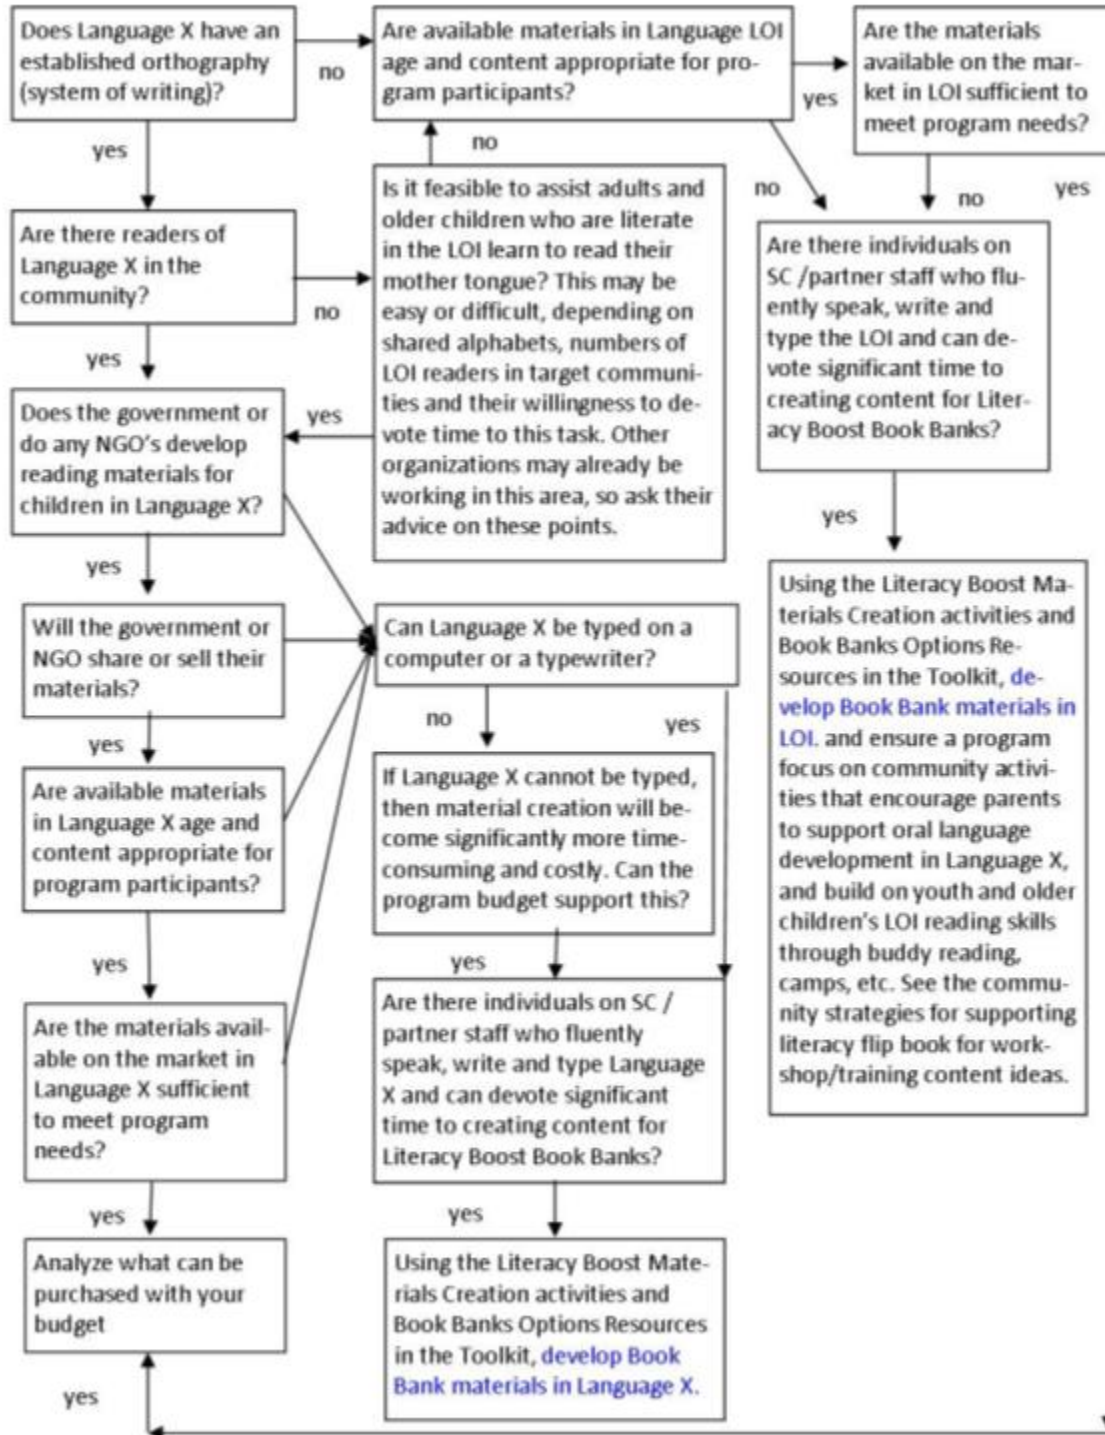 Does Language X have an
established orthography
(system of writing)?
no
Are available materials in Language LOI
age and content appropriate for pro-
gram participants?
yes
Are the materials
available on the mar-
ket in LOI sufficient to
meet program needs?
yes
no
no
yes
no
Are there readers of
Language X in the
community?
no
Is it feasible to assist adults and
older children who are literate
in the LOI learn to read their
mother tongue? This may be
easy or difficult, depending on
shared alphabets, numbers of
LOI readers in target communi-
ties and their willingness to de-
vote time to this task. Other
organizations may already be
working in this area, so ask their
advice on these points.
Are there individuals on
SC /partner staff who flu-
ently speak, write and
type the LOI and can de-
vote significant time to
creating content for Liter-
acy Boost Book Banks?
yes
yes
Does the government or
do any NGO's develop
reading materials for
children in Language X?
yes
yes
Will the government or
NGO share or sell their
materials?
Can Language X be typed on a
computer or a typewriter?
Using the Literacy Boost Ma-
terials Creation activities and
Book Banks Options Re-
sources in the Toolkit, de-
velop Book Bank materials in
LOI. and ensure a program
focus on community activi-
ties that encourage parents
to support oral language
development in Language X,
and build on youth and older
children's LOI reading skills
through buddy reading,
camps, etc. See the commu-
nity strategies for supporting
literacy flip book for work-
shop/training content ideas.
yes
no
yes
Are available materials
in Language X age and
content appropriate for
program participants?
If Language X cannot be typed,
then material creation will be-
come significantly more time-
consuming and costly. Can the
program budget support this?
yes
yes
Are the materials avail-
able on the market in
Language X sufficient
to meet program
needs?
Are there individuals on SC /
partner staff who fluently
speak, write and type Language
X and can devote significant
time to creating content for
Literacy Boost Book Banks?
yes
yes
Analyze what can be
purchased with your
budget
Using the Literacy Boost Mate-
rials Creation activities and
Book Banks Options Resources
in the Toolkit, develop Book
Bank materials in Language X.
yes